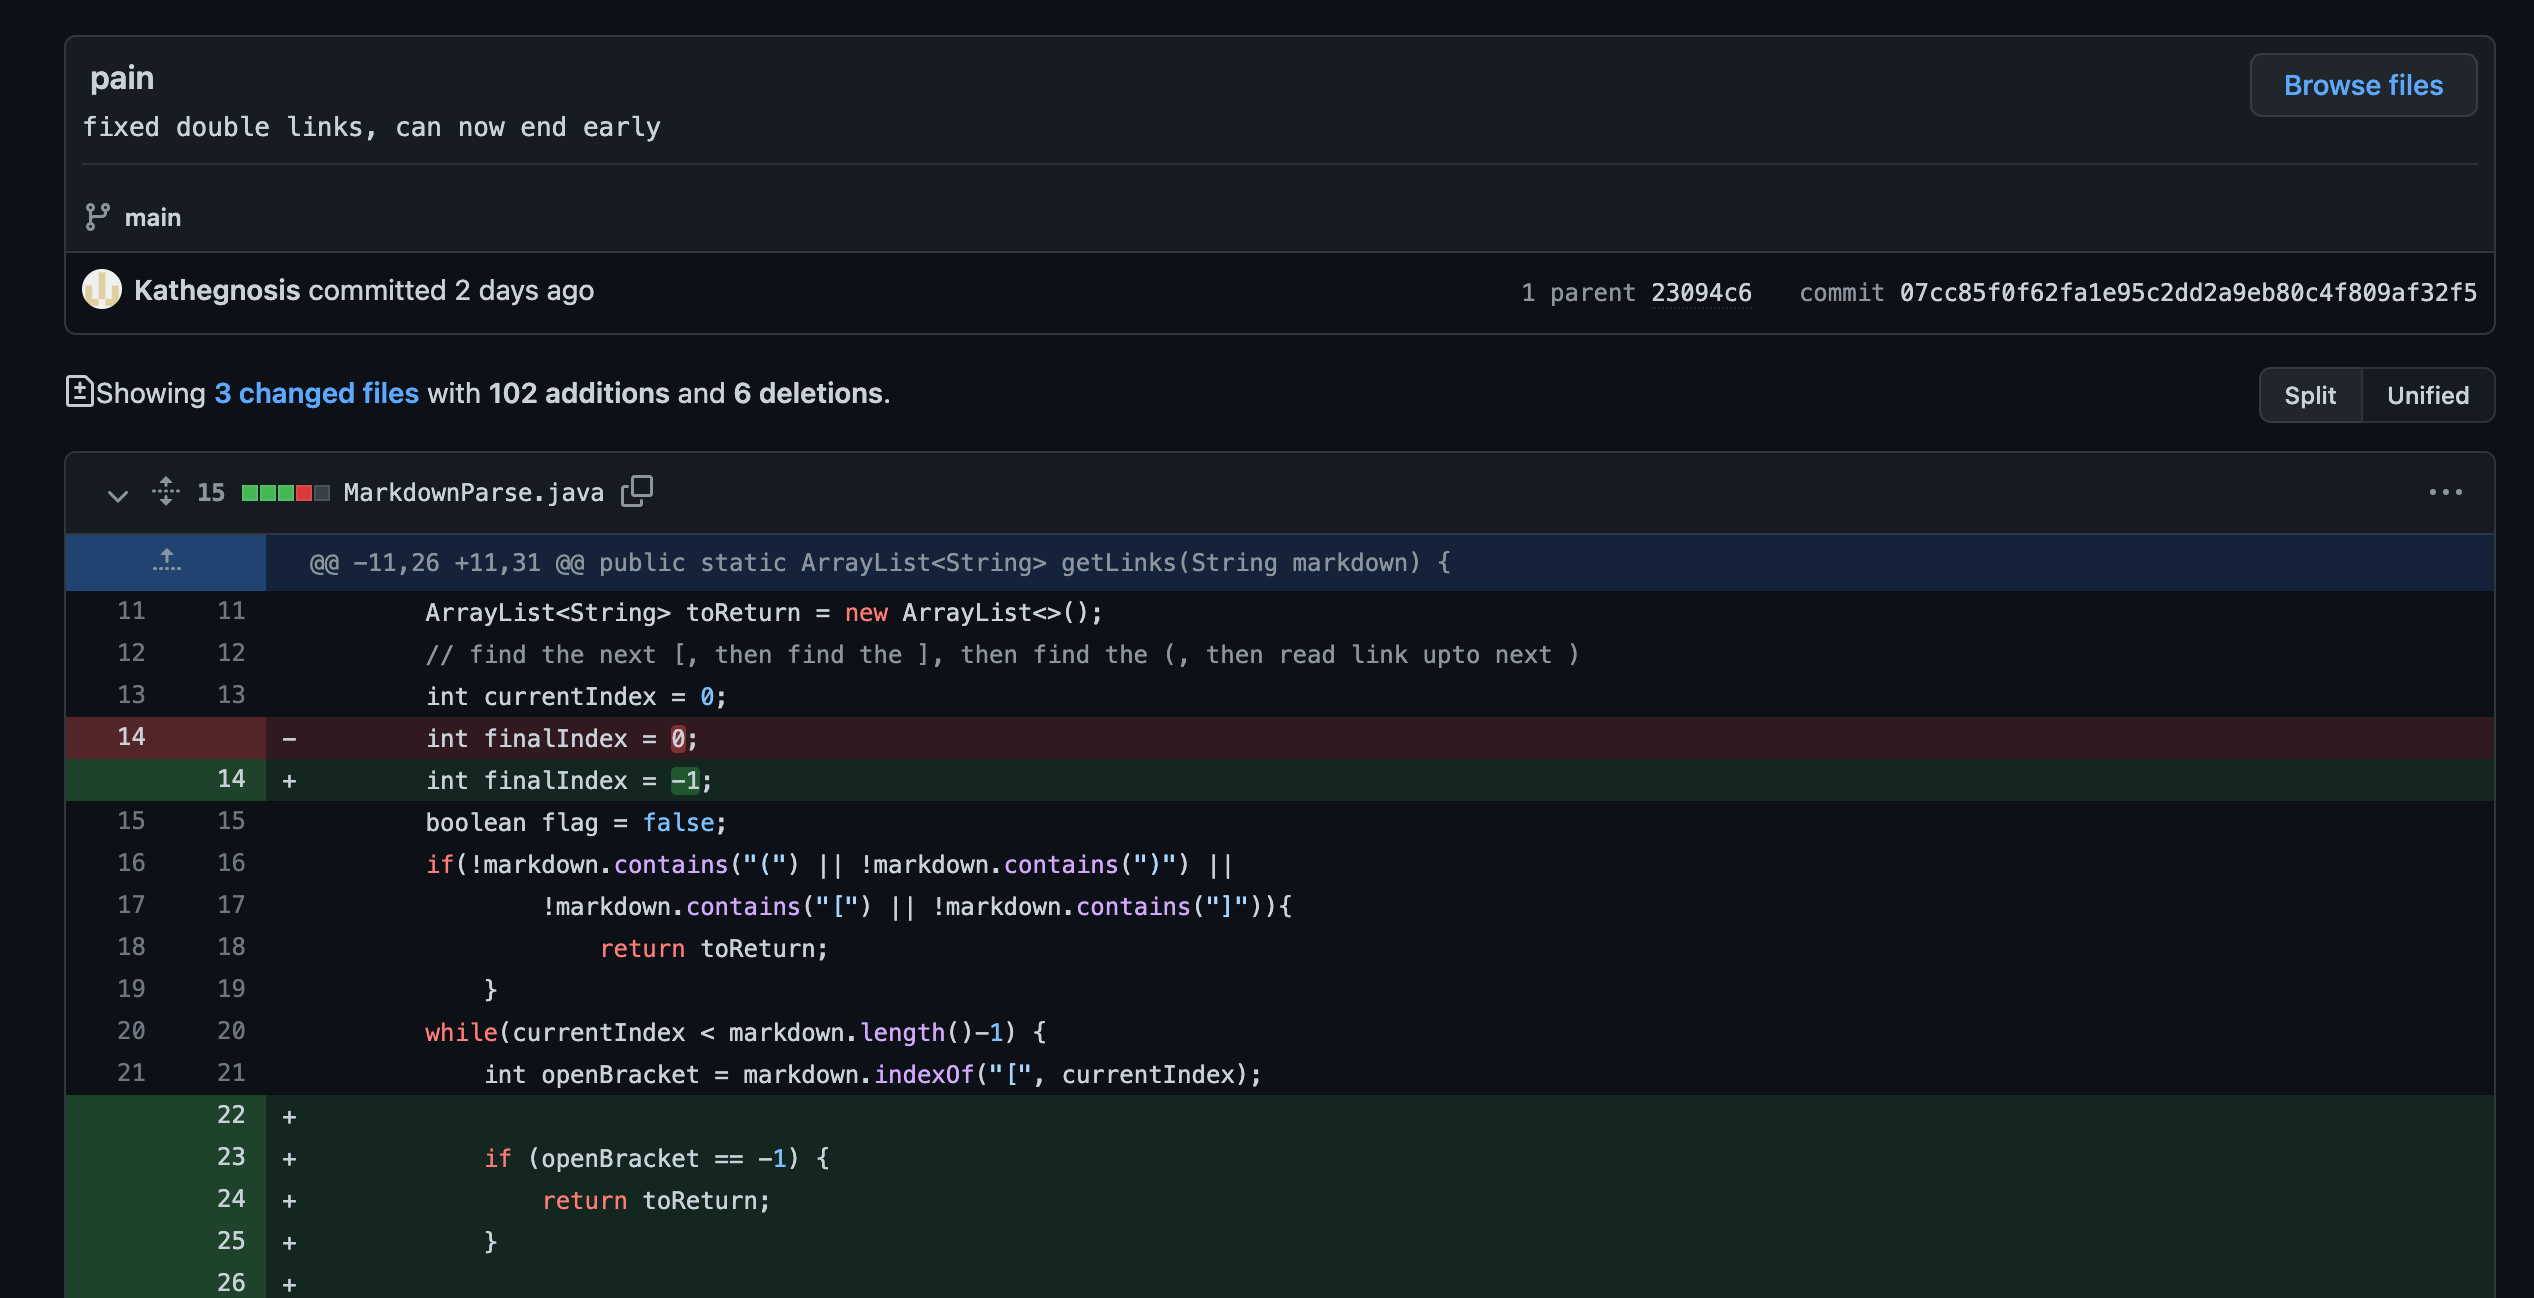 pain
Browse files
fixed double links, can now end early
main
Kathegnosis committed 2 days ago
1 parent 23094c6 commit 07cc85f0f62fa1e95c2dd2a9eb80c4f809af32f5
Showing 3 changed files with 102 additions and 6 deletions.
Split Unified
15 MarkdownParse.java
@@ -11,26 +11,31 @@ public static ArrayList<String> getLinks(String markdown) {
11 11 ArrayList<String> toReturn = new ArrayList<>();
12 12 // find the next [, then find the ], then find the (, then read link upto next )
13 13 int currentIndex = 0;
14 - int finalIndex = 0;
14 + int finalIndex = -1;
15 15 boolean flag = false;
16 16 if(!markdown.contains("(") || !markdown.contains(")") ||
17 17 !markdown.contains("[") || !markdown.contains("]")){
18 18 return toReturn;
19 19 }
20 20 while(currentIndex < markdown.length()-1) {
21 21 int openBracket = markdown.indexOf("[", currentIndex);
22 +
23 + if (openBracket == -1) {
24 + return toReturn;
25 + }
26 +